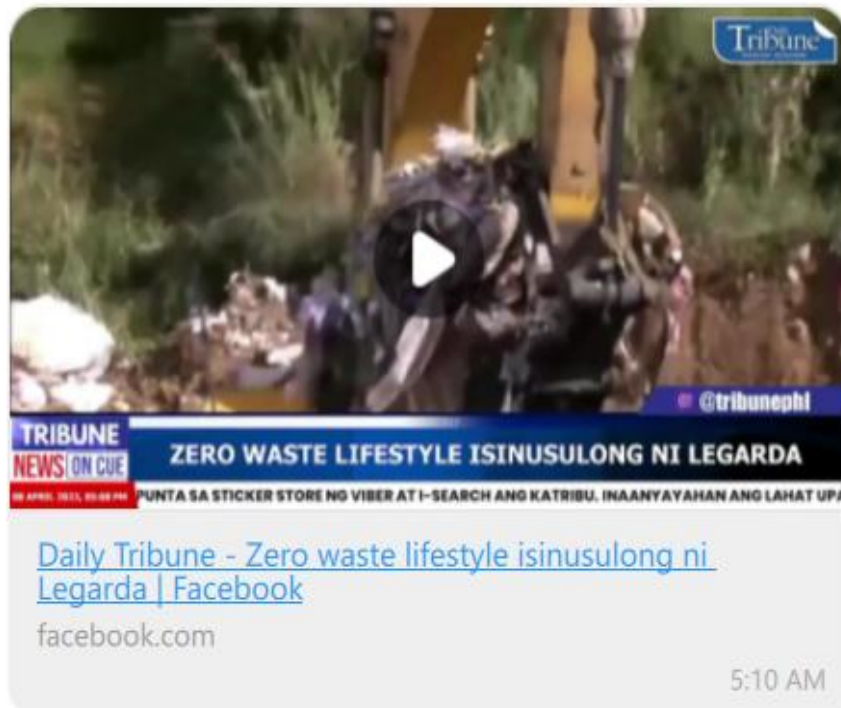 Tribune
@tribunephl
TRIBUNE
NEWS ON CUE
ZERO WASTE LIFESTYLE ISINUSULONG NI LEGARDA
PUNTA SA STICKER STORE NG VIBER AT I-SEARCH ANG KATRIBU. INAANYAYAHAN ANG LAHAT UPA
Daily Tribune - Zero waste lifestyle isinusulong ni
Legarda | Facebook
facebook.com
5:10 AM